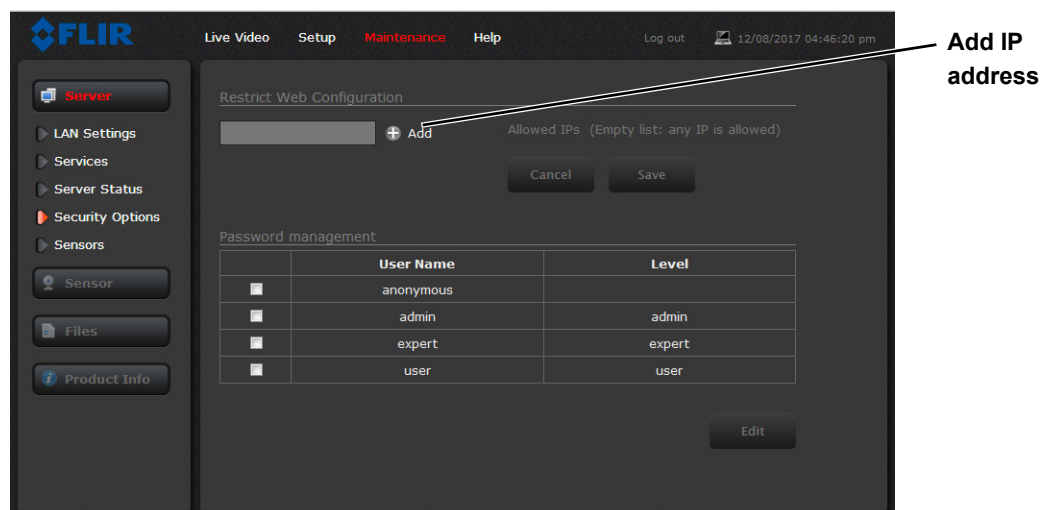 FLIR
Live Video Setup Maintenance Help
Log out 12/08/2017 04:46:20 pm
Add IP
address
Server
LAN Settings
Services
Server Status
Security Options
Sensors
Sensor
Files
Product Info
Restrict Web Configuration
Add
Allowed IPs (Empty list: any IP is allowed)
Cancel Save
Password management
User Name Level
anonymous
admin admin
expert expert
user user
Edit